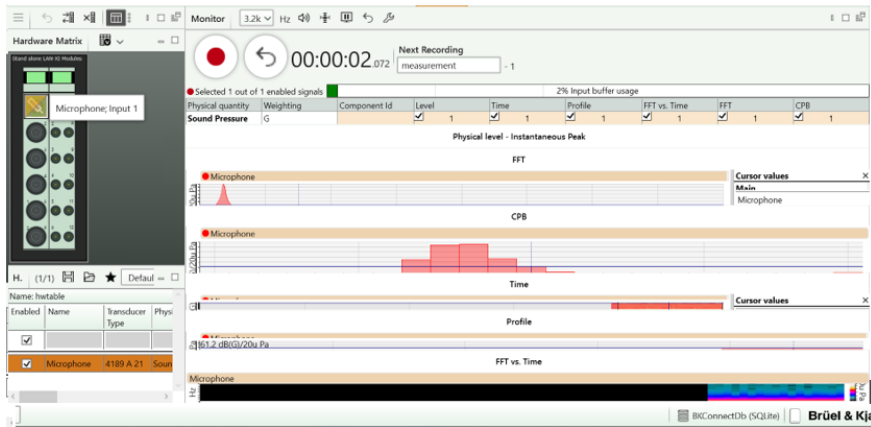 Monitor 3.2k Hz
Hardware Matrix
Stand alone LAN XI Modules
Microphone; Input 1
00:00:02.072
Next Recording
measurement - 1
Selected 1 out of 1 enabled signals
2% Input buffer usage
Physical quantity Weighting Component Id Level Time Profile FFT vs. Time FFT CPB
Sound Pressure G 1 1 1 1 1 1
Physical level - Instantaneous Peak
FFT
Microphone
Cursor values
Main
Microphone
CPB
Microphone
Time
Cursor values
Profile
61.2 dB(G)/20u Pa
FFT vs. Time
Microphone
Hz
H. (1/1) Defaul
Name: hwtable
Enabled Name Transducer Type Physi
Microphone 4189 A 21 Soun
BKConnectDb (SQLite) Brüel & Kjæ